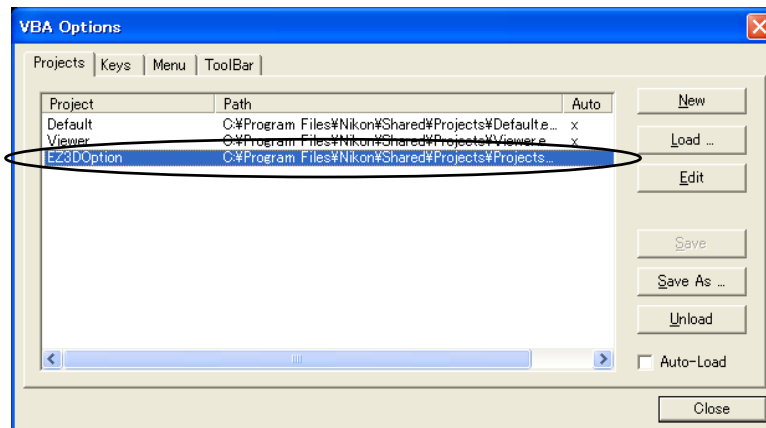 VBA Options
Projects Keys Menu ToolBar
Project Path Auto
Default C:¥Program Files¥Nikon¥Shared¥Projects¥Default.e... x
Viewer C:¥Program Files¥Nikon¥Shared¥Projects¥Viewer.e... x
EZ3DOption C:¥Program Files¥Nikon¥Shared¥Projects¥Projects...
New
Load ...
Edit
Save
Save As ...
Unload
Auto-Load
Close